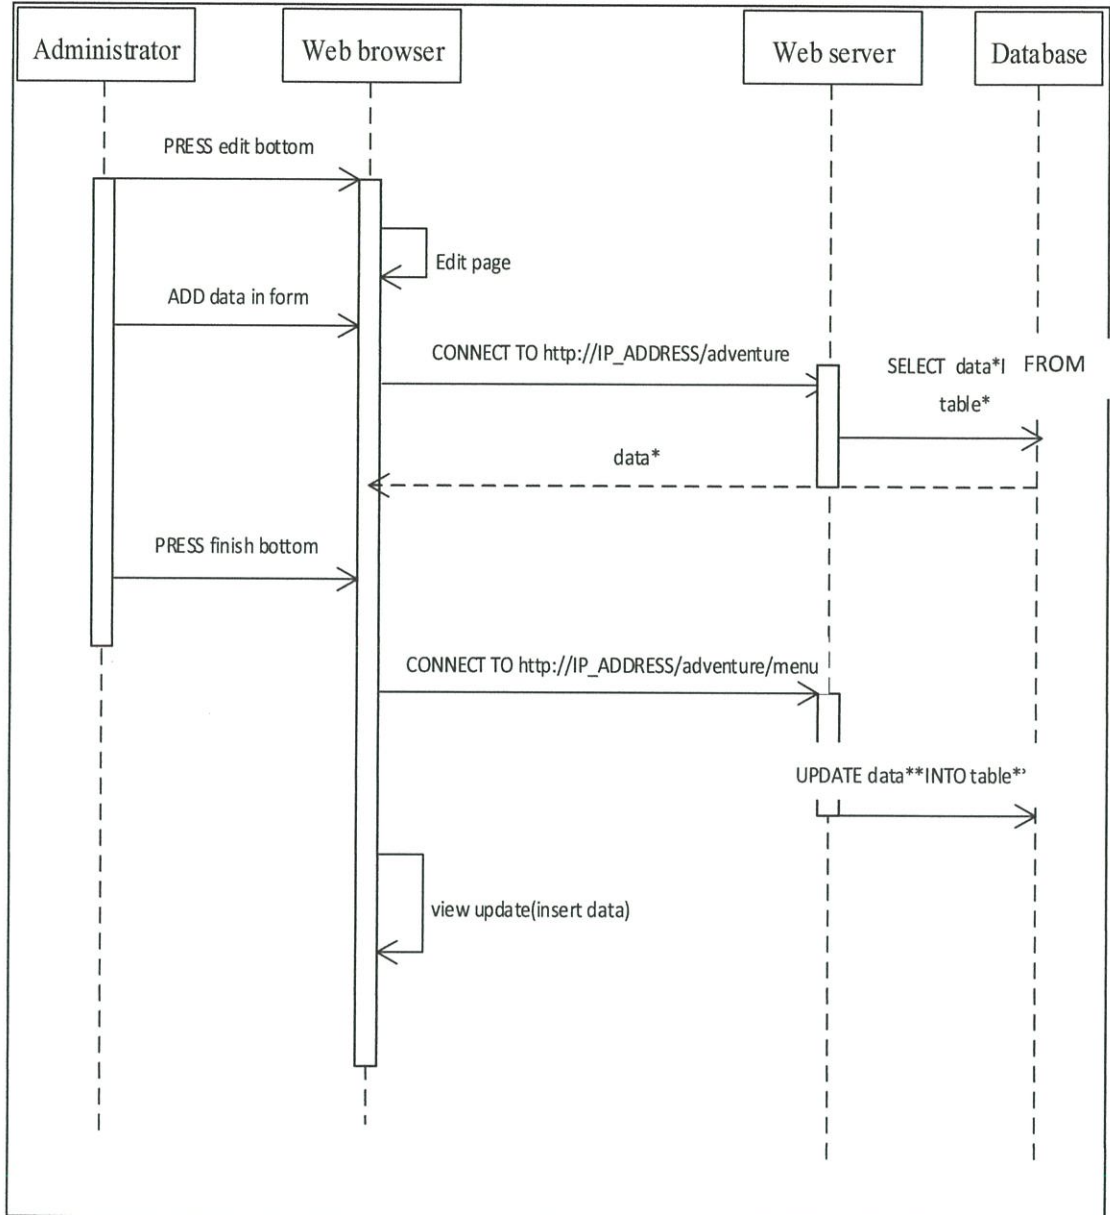 Administrator
Web browser
Web server
Database
PRESS edit bottom
Edit page
ADD data in form
CONNECT TO http://IP_ADDRESS/adventure
SELECT data*I FROM
table*
data*
PRESS finish bottom
CONNECT TO http://IP_ADDRESS/adventure/menu
UPDATE data**INTO table*'
view update(insert data)